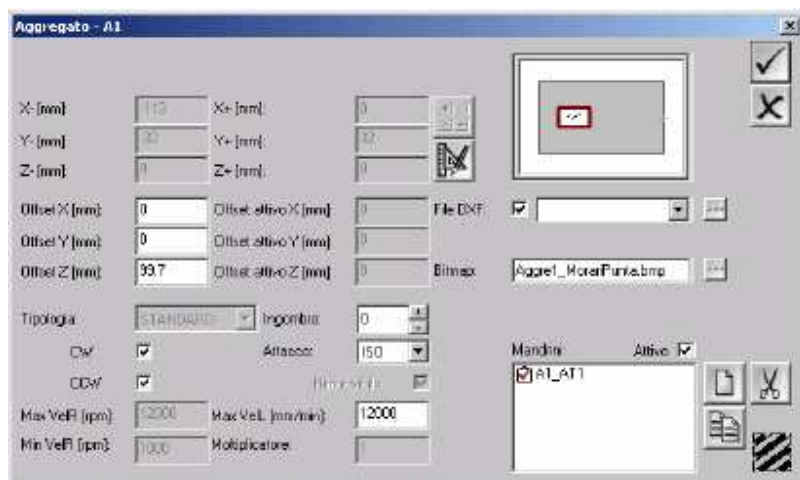 Aggregato - A1
X- [mm]: X+ [mm]: 0
Y- [mm]: Y+ [mm]: 32
Z- [mm]: 0 Z+ [mm]: 0
Offset X [mm]: 0 Offset attivo X [mm]: 0 File DXF:
Offset Y [mm]: 0 Offset attivo Y [mm]: 0
Offset Z [mm]: 99.7 Offset attivo Z [mm]: 0 Bitmap: Aggre1_MorariPunta.bmp
Tipologia: STANDARD Ingombro: 0
CW Attacco: ISO Mandrini Attivo
CCW A1_AT1
Max VelR [rpm]: 12000 Max VelL [mm/min]: 12000
Min VelR [rpm]: 1000 Moltiplicatore: 1